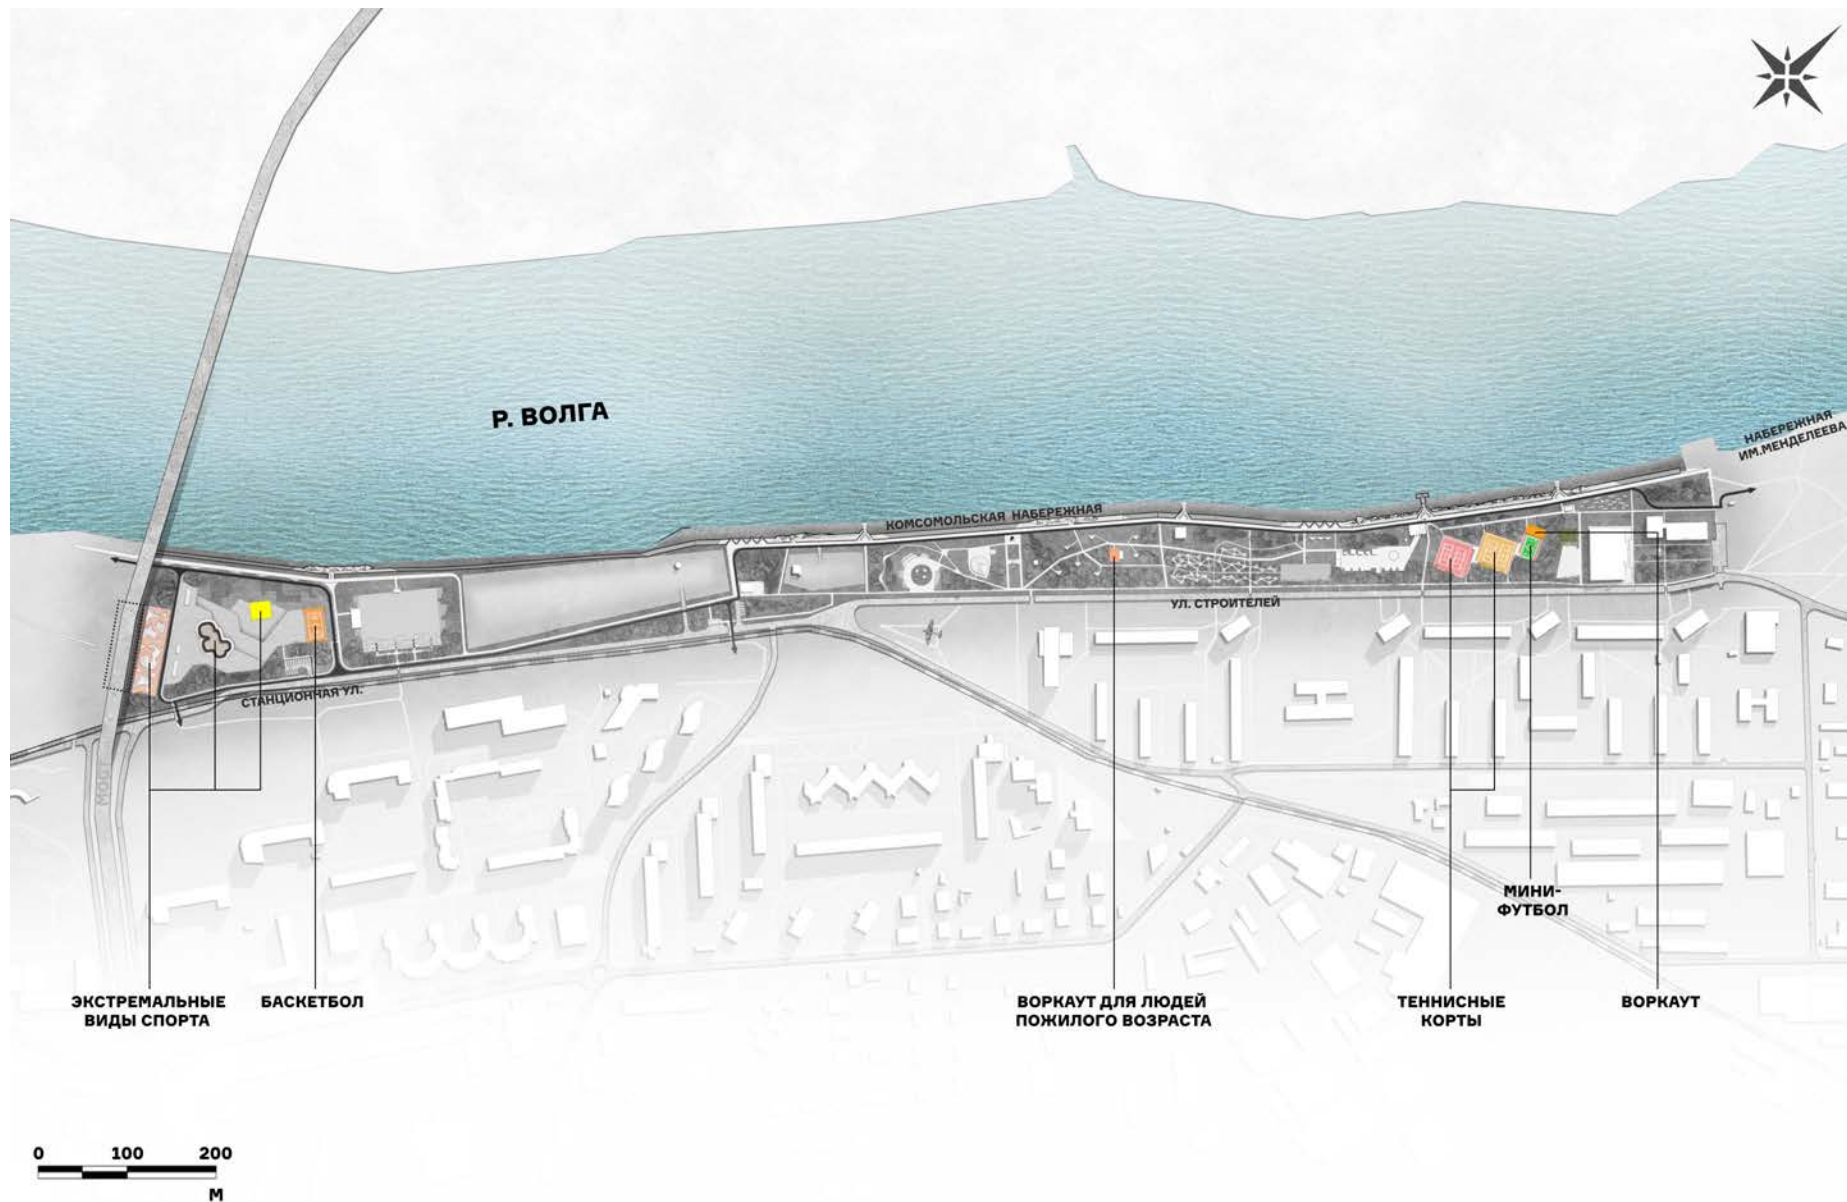 Р. ВОЛГА
НАБЕРЕЖНАЯ
ИМ.МЕНДЕЛЕЕВА
КОМСОМОЛЬСКАЯ НАБЕРЕЖНАЯ
УЛ. СТРОИТЕЛЕЙ
СТАНЦИОННАЯ УЛ.
МОСТ
МИНИ-
ФУТБОЛ
ЭКСТРЕМАЛЬНЫЕ
ВИДЫ СПОРТА
БАСКЕТБОЛ
ВОРКАУТ ДЛЯ ЛЮДЕЙ
ПОЖИЛОГО ВОЗРАСТА
ТЕННИСНЫЕ
КОРТЫ
ВОРКАУТ
0 100 200
М